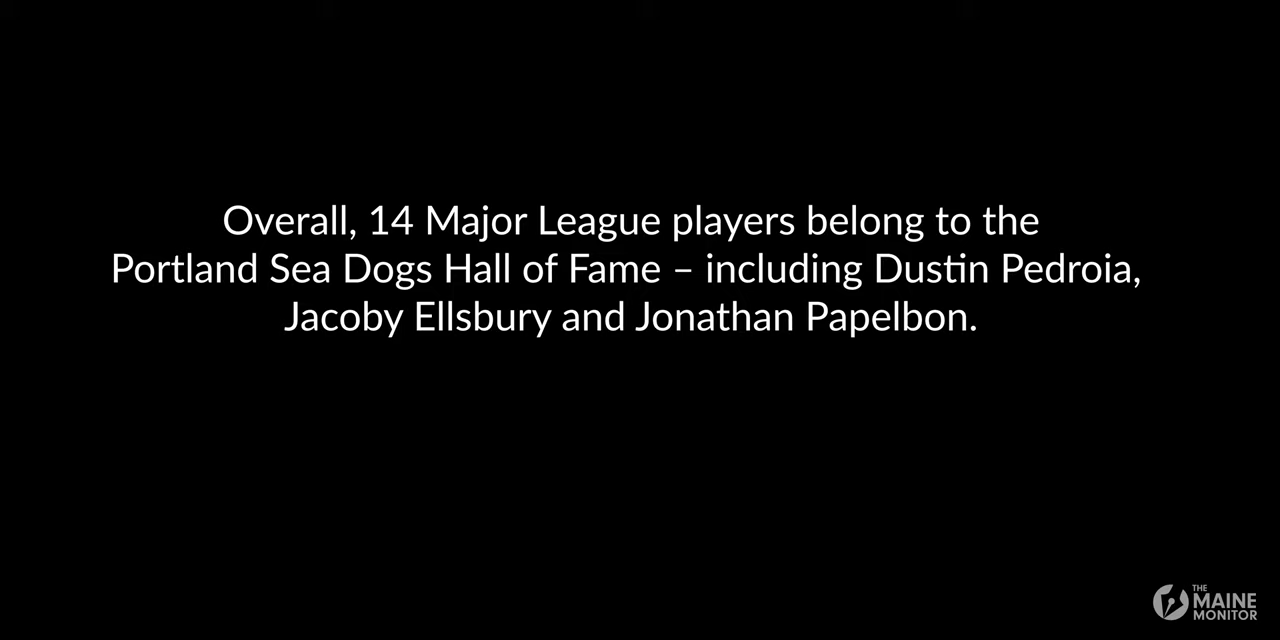 Overall, 14 Major League players belong to the
Portland Sea Dogs Hall of Fame – including Dustin Pedroia,
Jacoby Ellsbury and Jonathan Papelbon.
THE
MAINE
MONITOR